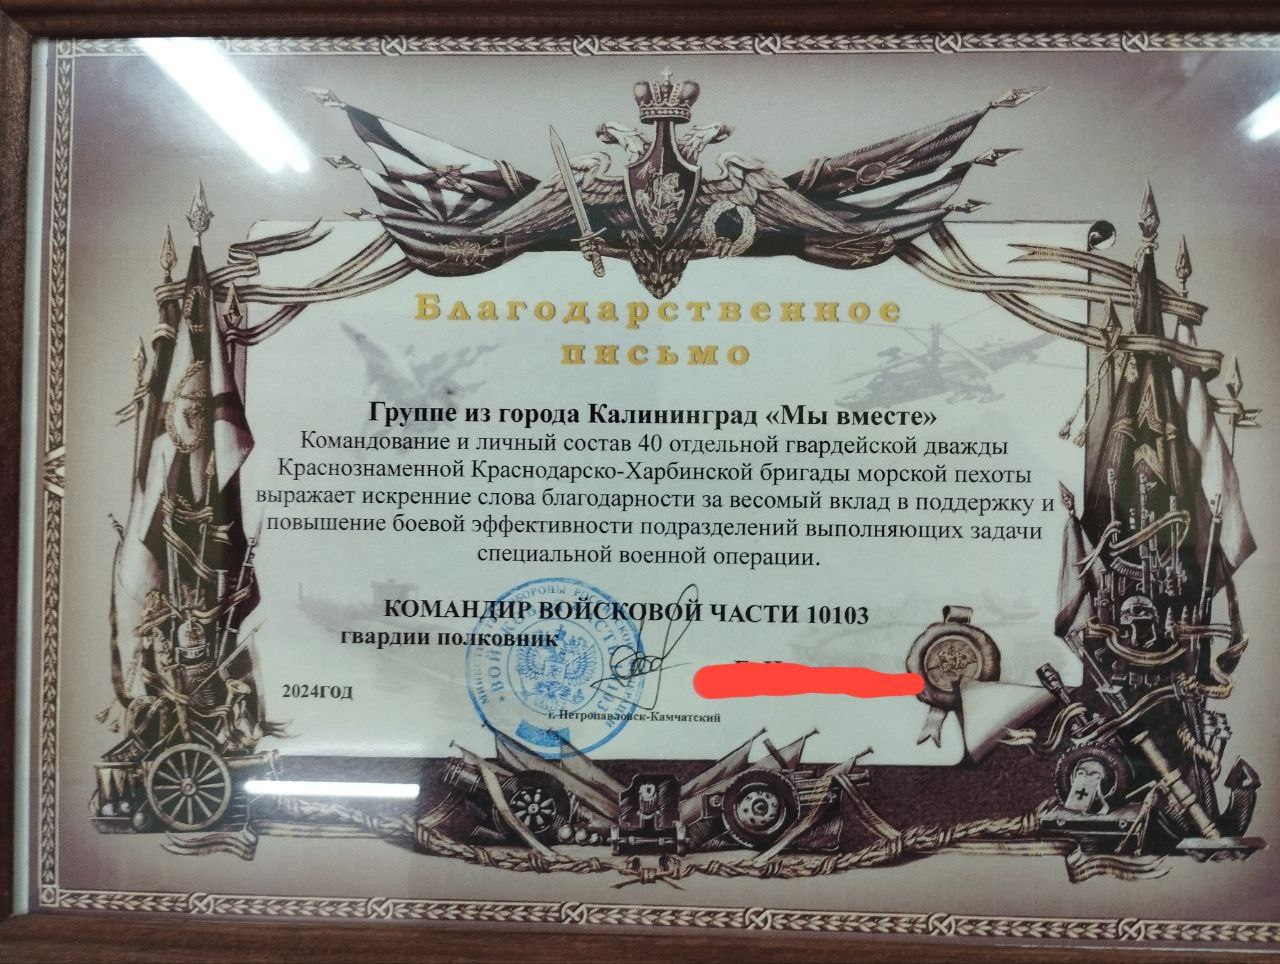 Благодарственное
письмо
Группе из города Калининград «Мы вместе»
Командование и личный состав 40 отдельной гвардейской дважды
Краснознаменной Краснодарско-Харбинской бригады морской пехоты
выражает искренние слова благодарности за весомый вклад в поддержку и
повышение боевой эффективности подразделений выполняющих задачи
специальной военной операции.
КОМАНДИР ВОЙСКОВОЙ ЧАСТИ 10103
гвардии полковник
2024ГОД
г. Петропавловск-Камчатский